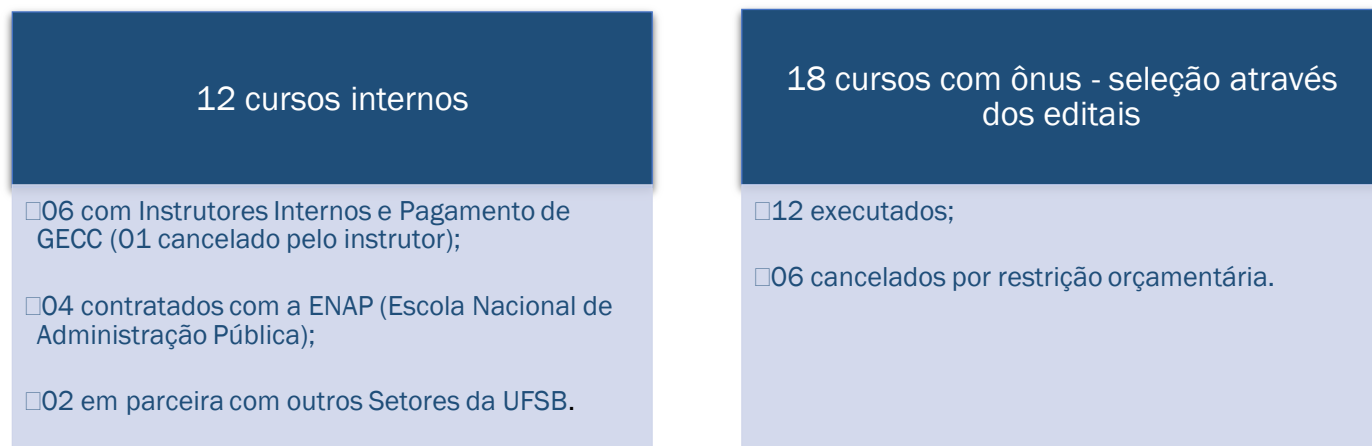 12 cursos internos
□06 com Instrutores Internos e Pagamento de
GECC (01 cancelado pelo instrutor);
□04 contratados com a ENAP (Escola Nacional de
Administração Pública);
□02 em parceira com outros Setores da UFSB.
18 cursos com ônus - seleção através
dos editais
□12 executados;
□06 cancelados por restrição orçamentária.